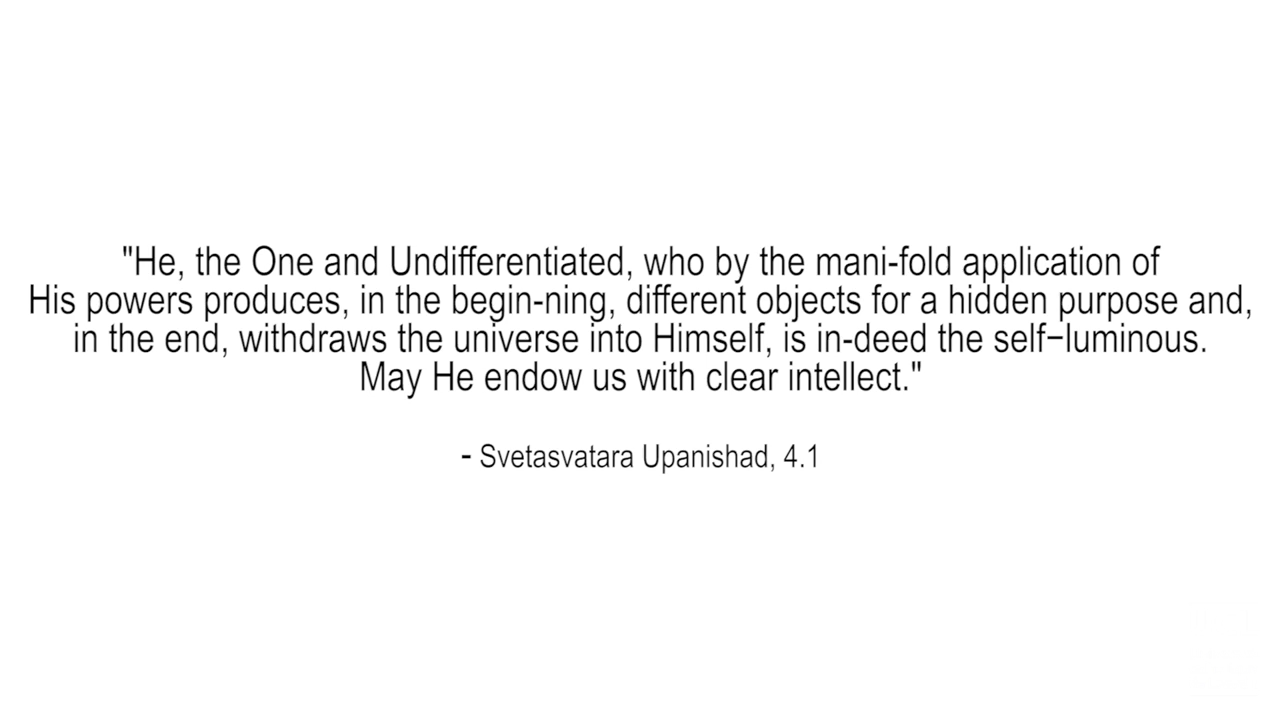 "He, the One and Undifferentiated, who by the mani-fold application of
His powers produces, in the begin-ning, different objects for a hidden purpose and,
in the end, withdraws the universe into Himself, is in-deed the self–luminous.
May He endow us with clear intellect."
- Svetasvatara Upanishad, 4.1